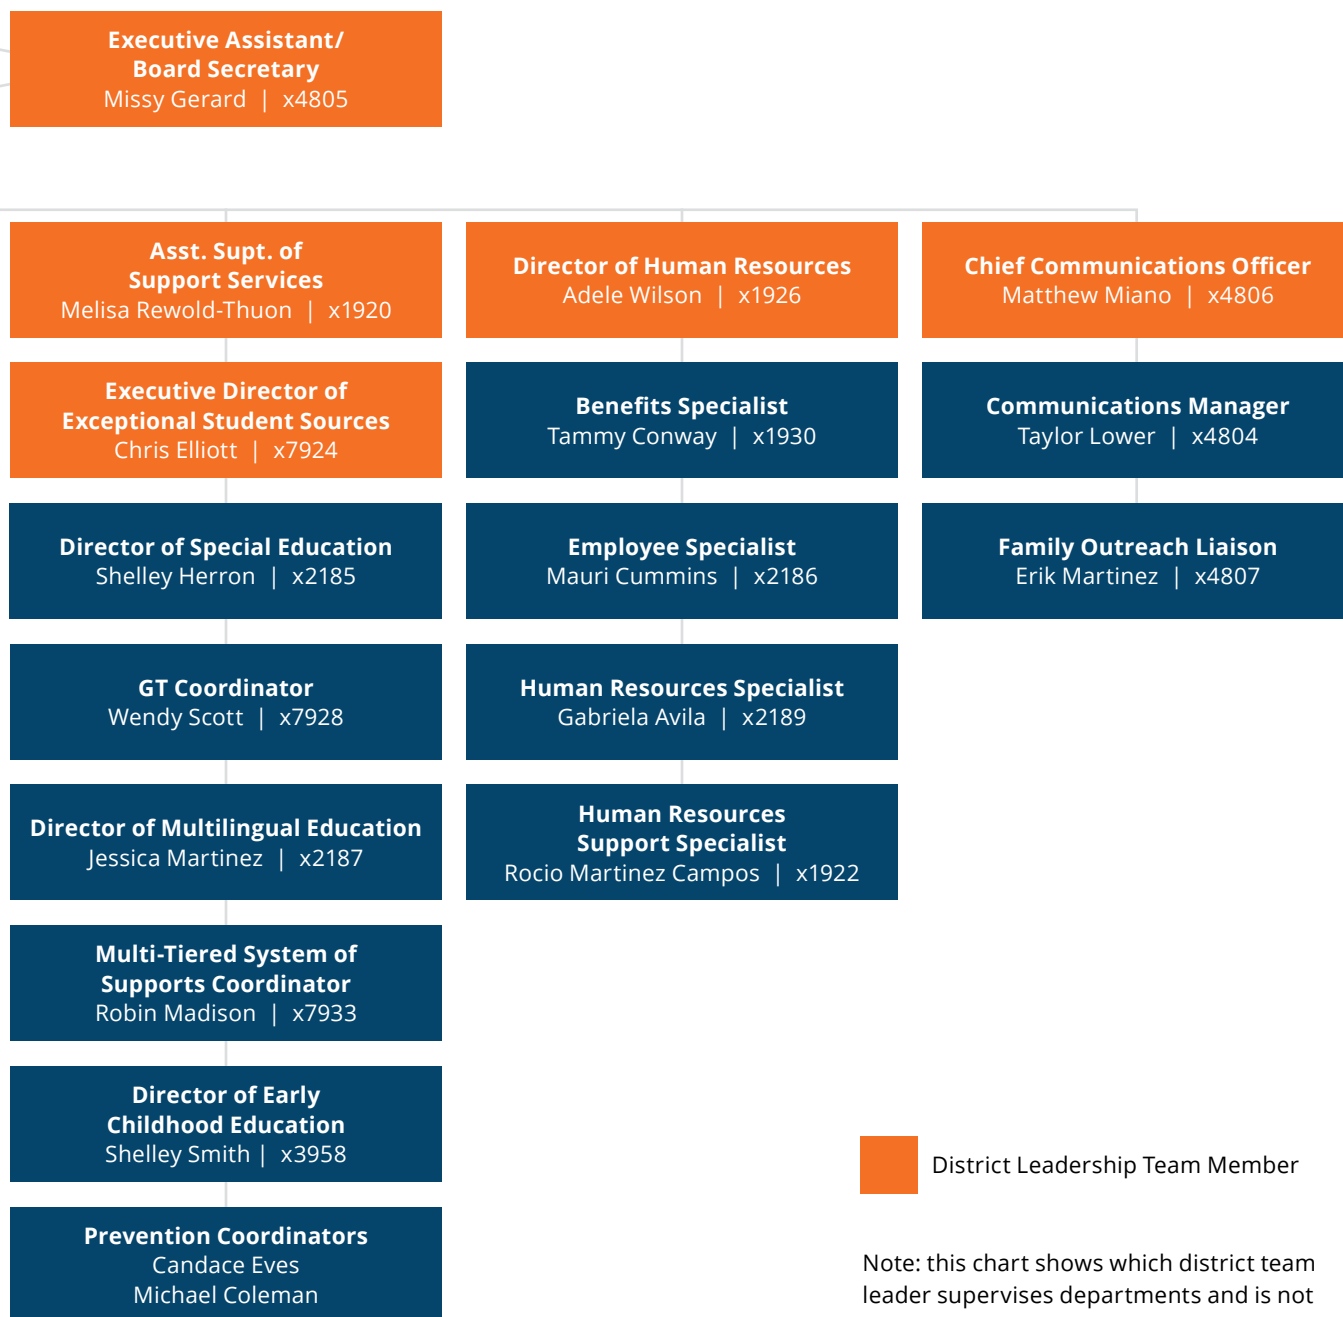 Executive Assistant/
Board Secretary
Missy Gerard | x4805
Asst. Supt. of
Support Services
Melisa Rewold-Thuon | x1920
Executive Director of
Exceptional Student Sources
Chris Elliott | x7924
Director of Special Education
Shelley Herron | x2185
GT Coordinator
Wendy Scott | x7928
Director of Multilingual Education
Jessica Martinez | x2187
Multi-Tiered System of
Supports Coordinator
Robin Madison | x7933
Director of Early
Childhood Education
Shelley Smith | x3958
Prevention Coordinators
Candace Eves
Michael Coleman
Director of Human Resources
Adele Wilson | x1926
Benefits Specialist
Tammy Conway | x1930
Employee Specialist
Mauri Cummins | x2186
Human Resources Specialist
Gabriela Avila | x2189
Human Resources
Support Specialist
Rocio Martinez Campos | x1922
Chief Communications Officer
Matthew Miano | x4806
Communications Manager
Taylor Lower | x4804
Family Outreach Liaison
Erik Martinez | x4807
District Leadership Team Member
Note: this chart shows which district team
leader supervises departments and is not